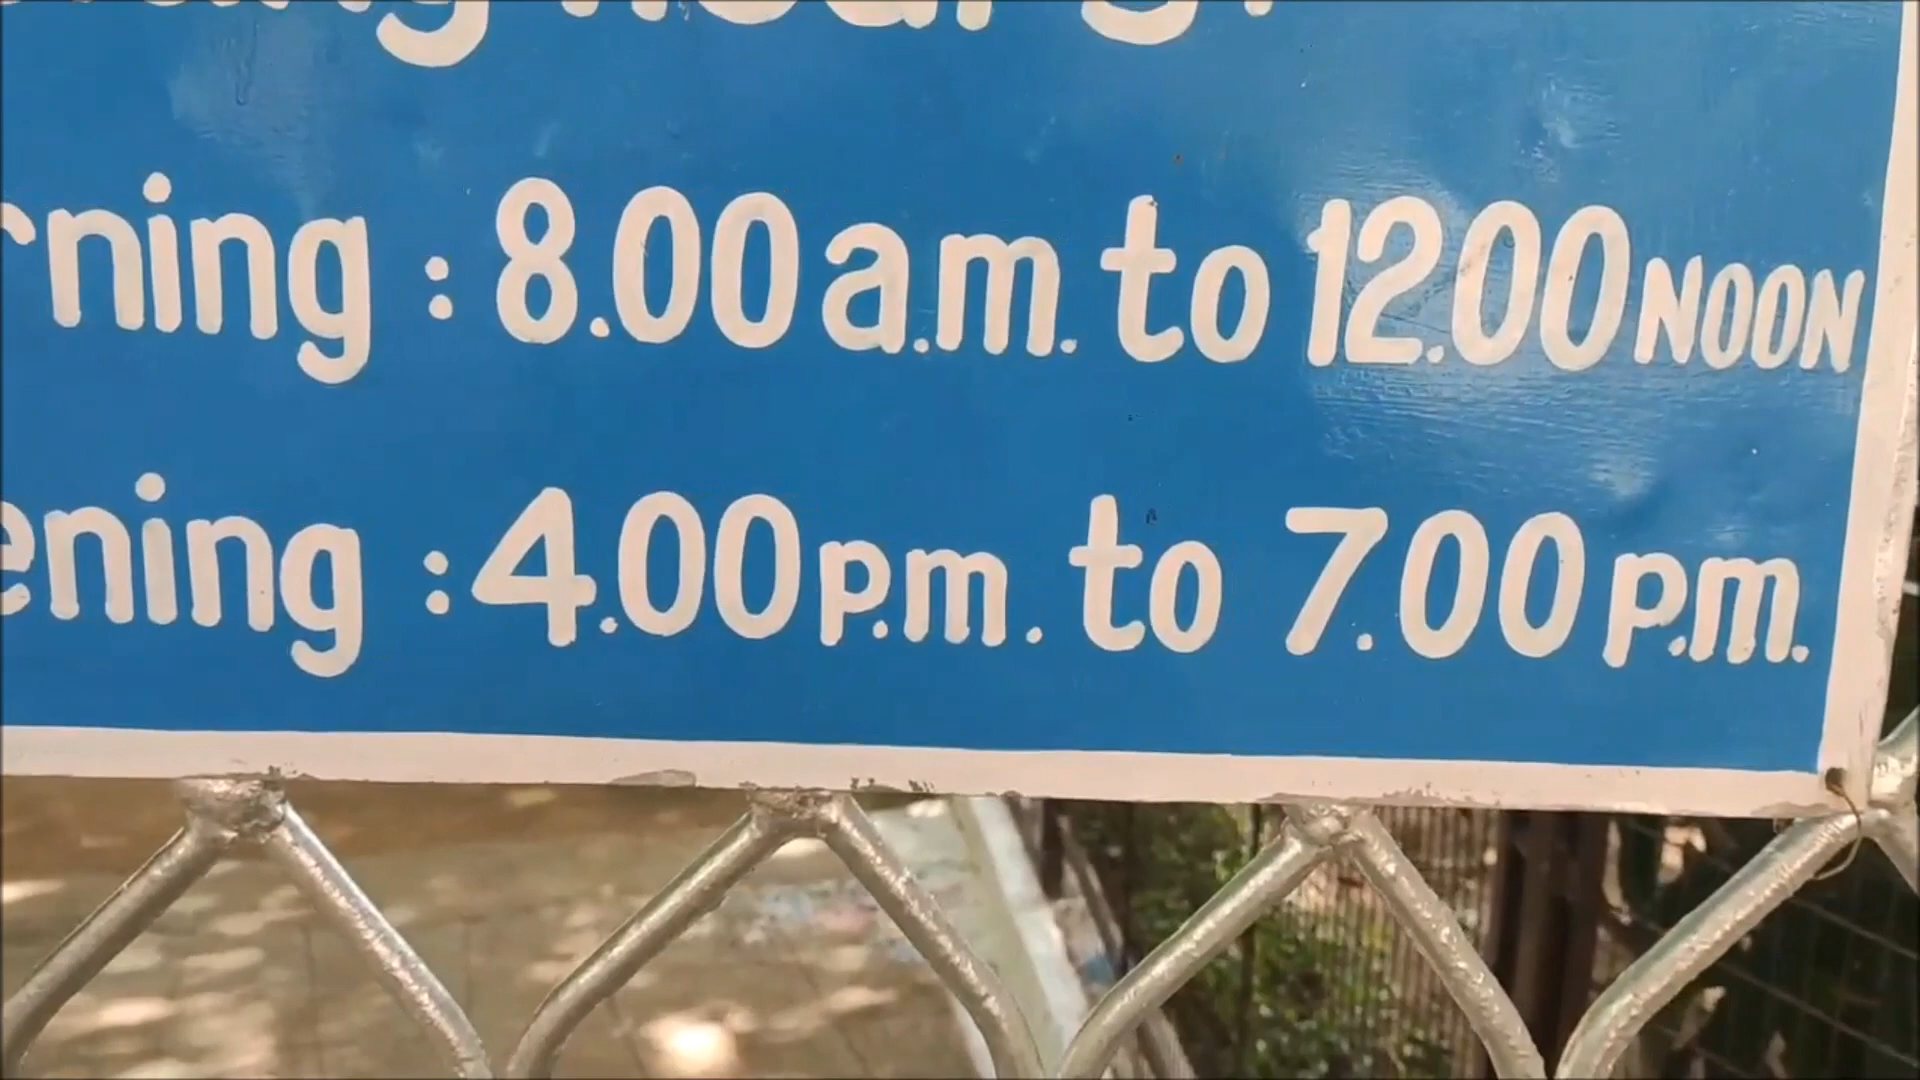 rning : 8.00 a.m. to 12.00 NOON
ening : 4.00 p.m. to 7.00 p.m.